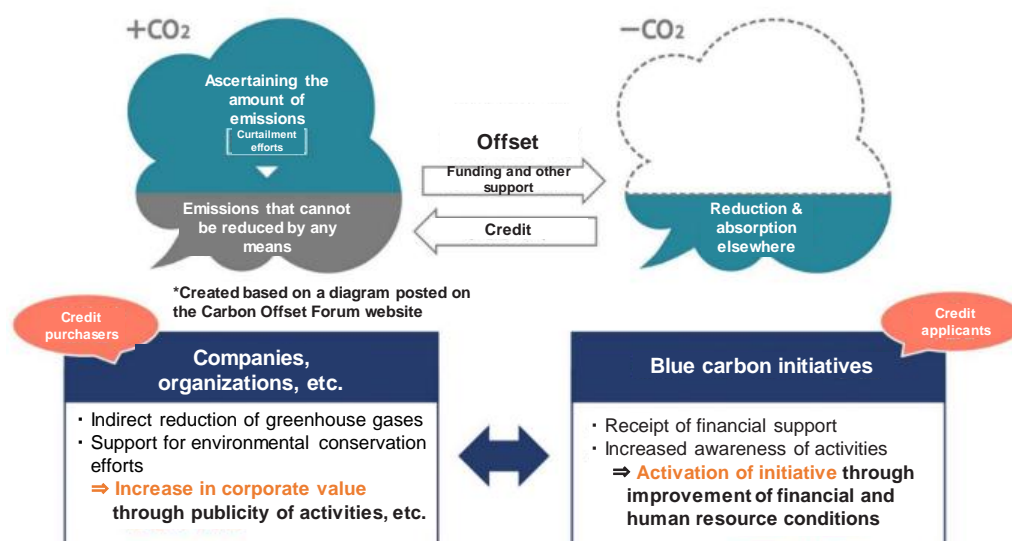 +CO₂
Ascertaining the
amount of
emissions
[Curtailment
efforts]
Emissions that cannot
be reduced by any
means
Offset
Funding and other
support
Credit
−CO₂
Reduction &
absorption
elsewhere
*Created based on a diagram posted on
the Carbon Offset Forum website
Credit
purchasers
Companies,
organizations, etc.
・Indirect reduction of greenhouse gases
・Support for environmental conservation
efforts
⇒ Increase in corporate value
through publicity of activities, etc.
Credit
applicants
Blue carbon initiatives
・Receipt of financial support
・Increased awareness of activities
⇒ Activation of initiative through
improvement of financial and
human resource conditions